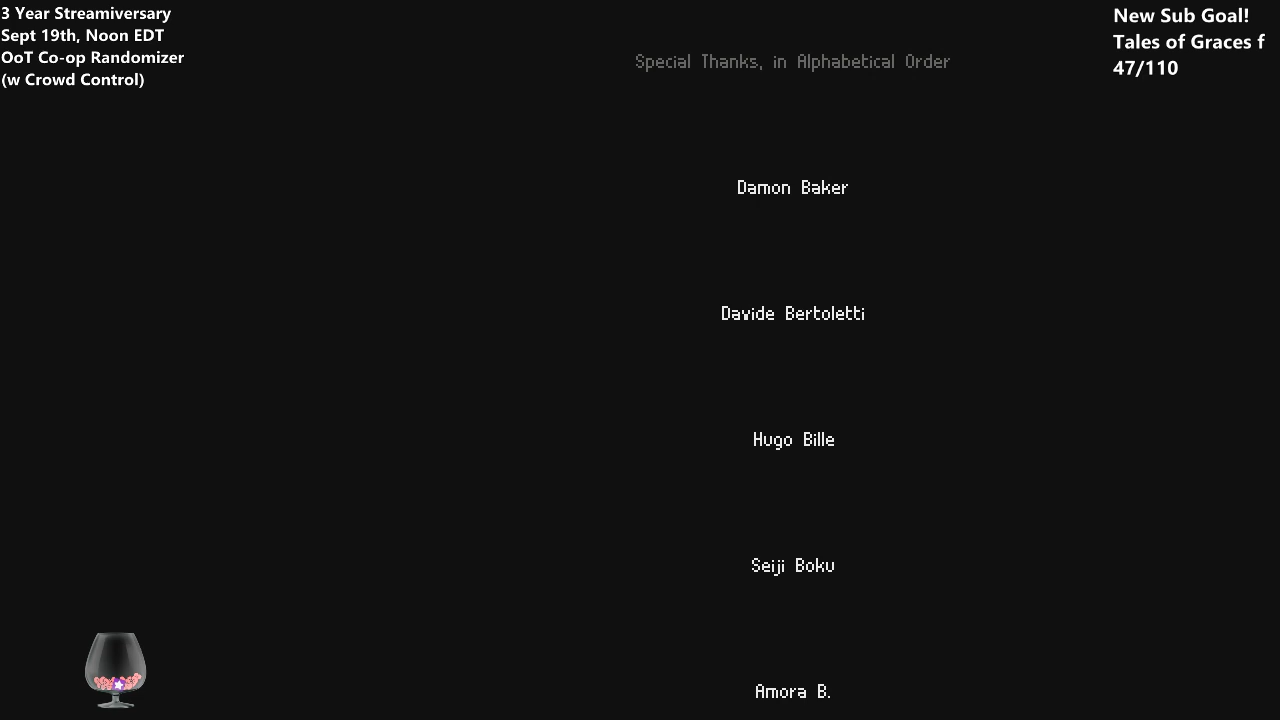 3 Year Streamiversary
Sept 19th, Noon EDT
OoT Co-op Randomizer
(w Crowd Control)
New Sub Goal!
Tales of Graces f
47/110
Special Thanks, in Alphabetical Order
Damon Baker
Davide Bertoletti
Hugo Bille
Seiji Boku
Amora B.